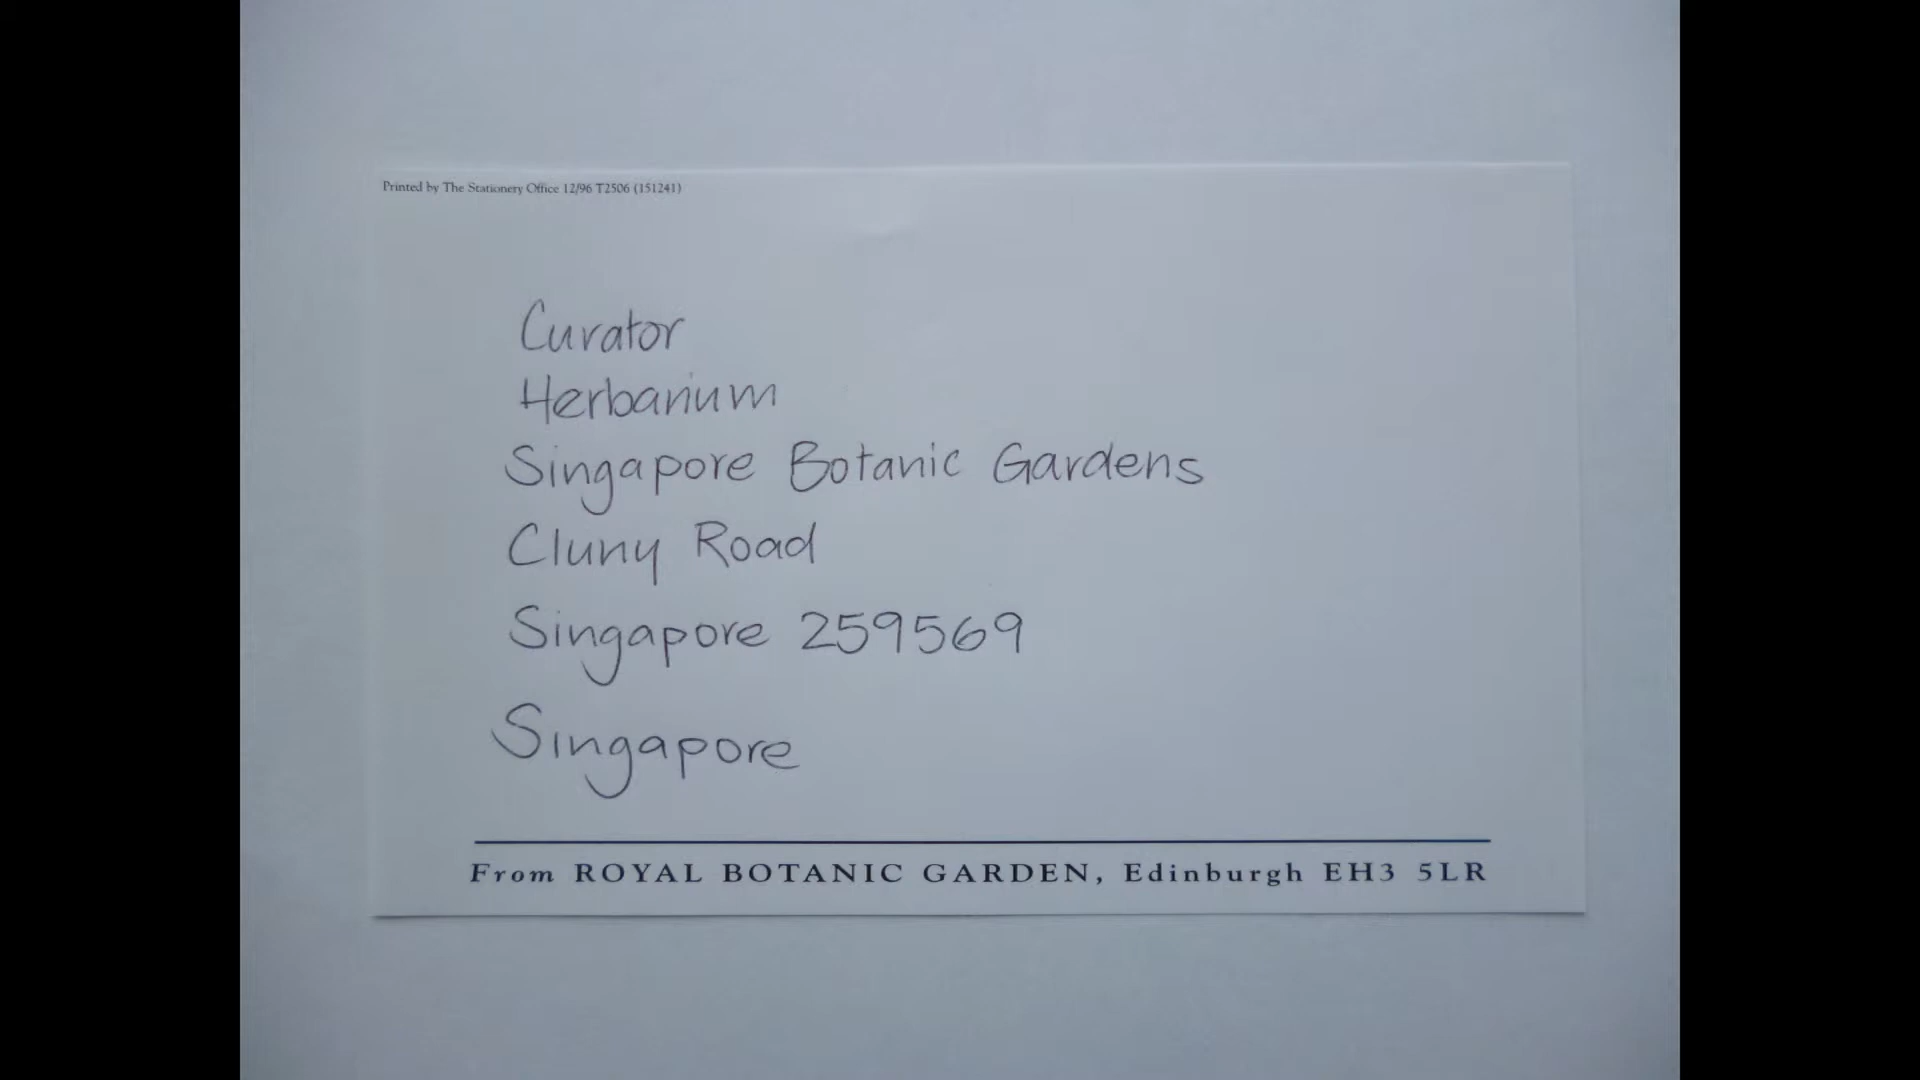 Printed by The Stationery Office 12/96 T2506 (151241)
Curator
Herbarium
Singapore Botanic Gardens
Cluny Road
Singapore 259569
Singapore
From ROYAL BOTANIC GARDEN, Edinburgh EH3 5LR